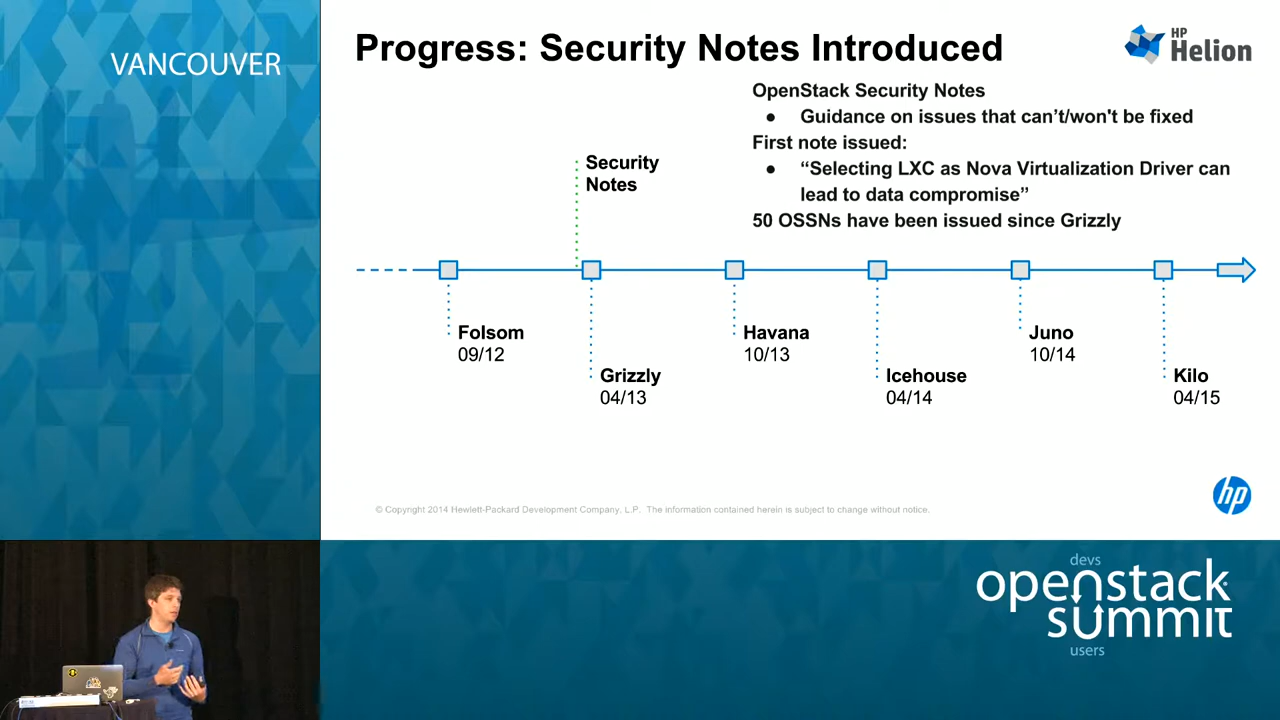 VANCOUVER
Progress: Security Notes Introduced
HP
Helion
OpenStack Security Notes
● Guidance on issues that can’t/won't be fixed
First note issued:
● “Selecting LXC as Nova Virtualization Driver can
lead to data compromise”
50 OSSNs have been issued since Grizzly
Security
Notes
Folsom
09/12
Grizzly
04/13
Havana
10/13
Icehouse
04/14
Juno
10/14
Kilo
04/15
© Copyright 2014 Hewlett-Packard Development Company, L.P. The information contained herein is subject to change without notice.
hp
devs
openstack
summit
users